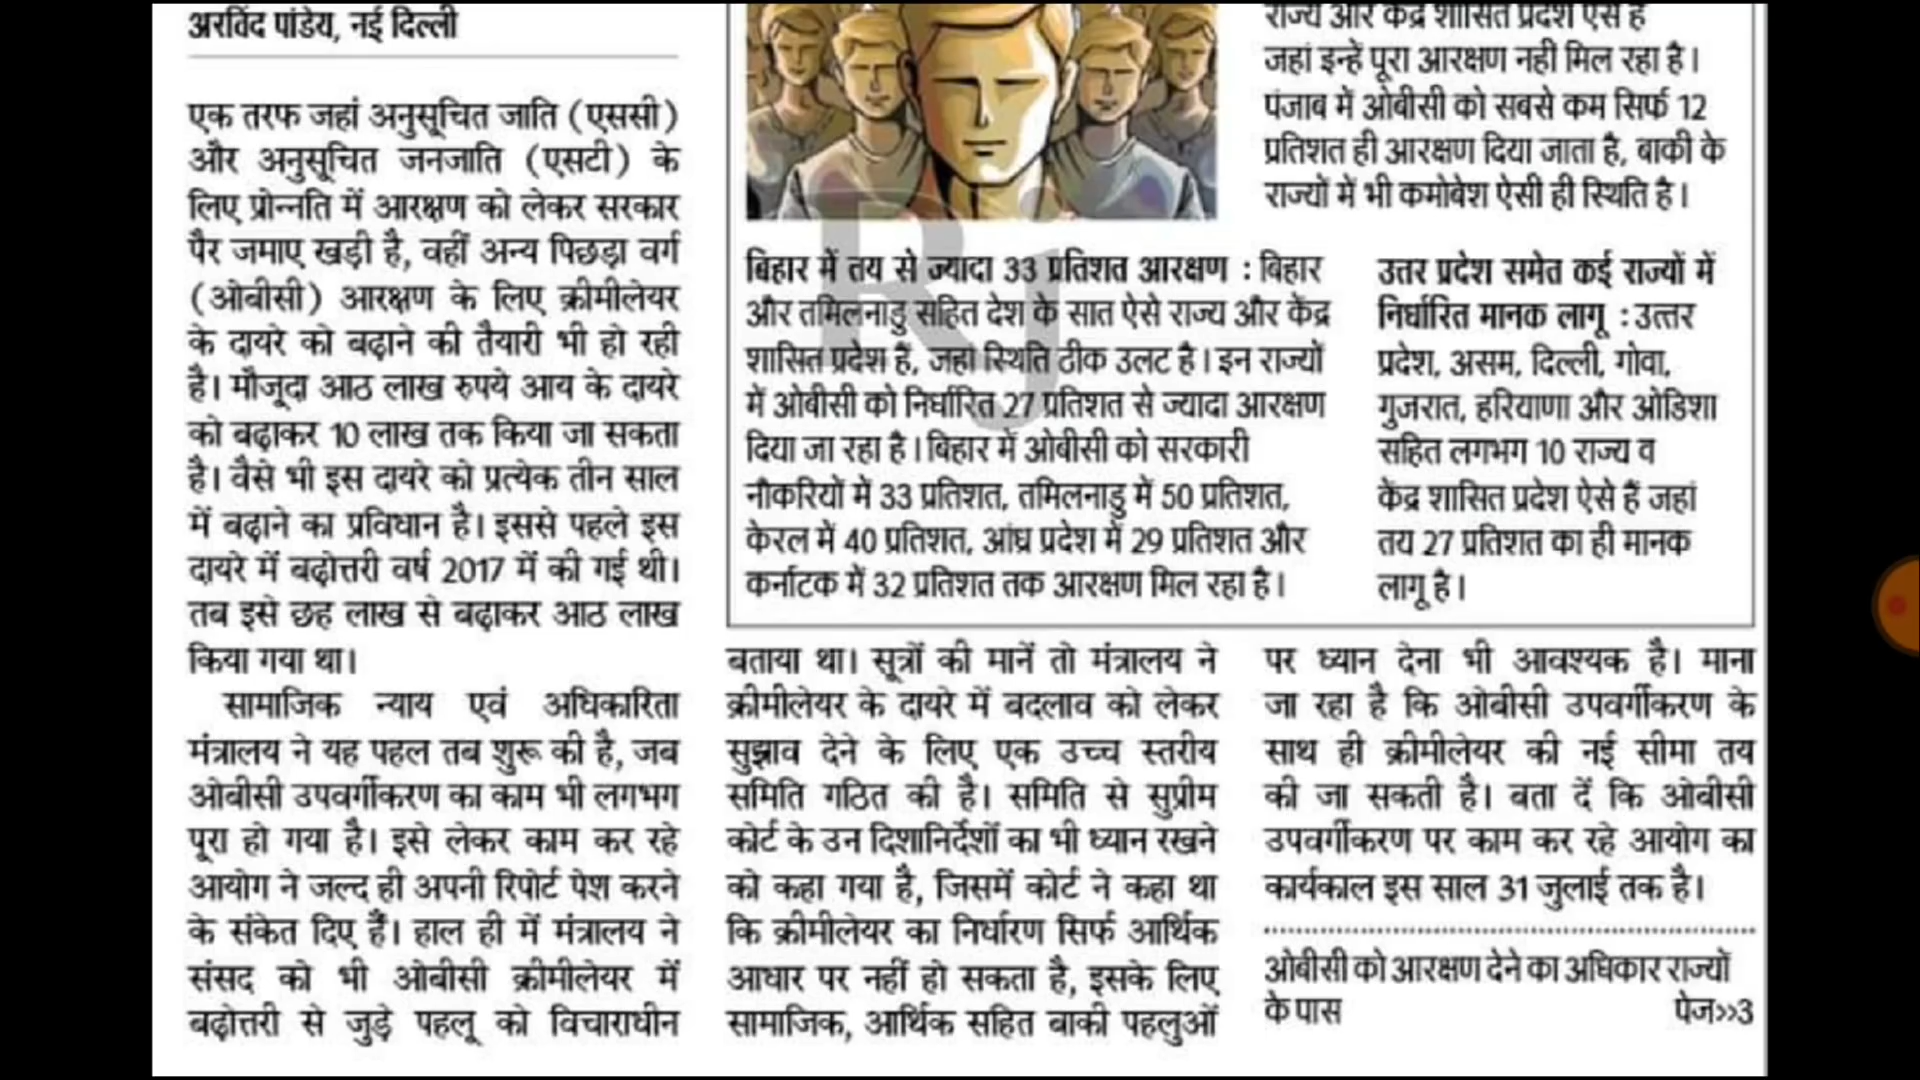 अरविंद पांडेय, नई दिल्ली
एक तरफ जहां अनुसूचित जाति (एससी)
और अनुसूचित जनजाति (एसटी) के
लिए प्रोन्नति में आरक्षण को लेकर सरकार
पैर जमाए खड़ी है, वहीं अन्य पिछड़ा वर्ग
(ओबीसी) आरक्षण के लिए क्रीमीलेयर
के दायरे को बढ़ाने की तैयारी भी हो रही
है। मौजूदा आठ लाख रुपये आय के दायरे
को बढ़ाकर 10 लाख तक किया जा सकता
है। वैसे भी इस दायरे को प्रत्येक तीन साल
में बढ़ाने का प्रविधान है। इससे पहले इस
दायरे में बढ़ोत्तरी वर्ष 2017 में की गई थी।
तब इसे छह लाख से बढ़ाकर आठ लाख
किया गया था।
सामाजिक न्याय एवं अधिकारिता
मंत्रालय ने यह पहल तब शुरू की है, जब
ओबीसी उपवर्गीकरण का काम भी लगभग
पूरा हो गया है। इसे लेकर काम कर रहे
आयोग ने जल्द ही अपनी रिपोर्ट पेश करने
के संकेत दिए हैं। हाल ही में मंत्रालय ने
संसद को भी ओबीसी क्रीमीलेयर में
बढ़ोत्तरी से जुड़े पहलू को विचाराधीन
राज्य और केंद्र शासित प्रदेश ऐसे हैं
जहां इन्हें पूरा आरक्षण नहीं मिल रहा है।
पंजाब में ओबीसी को सबसे कम सिर्फ 12
प्रतिशत ही आरक्षण दिया जाता है, बाकी के
राज्यों में भी कमोबेश ऐसी ही स्थिति है।
बिहार में तय से ज्यादा 33 प्रतिशत आरक्षण : बिहार
और तमिलनाडु सहित देश के सात ऐसे राज्य और केंद्र
शासित प्रदेश हैं, जहां स्थिति ठीक उलट है। इन राज्यों
में ओबीसी को निर्धारित 27 प्रतिशत से ज्यादा आरक्षण
दिया जा रहा है। बिहार में ओबीसी को सरकारी
नौकरियों में 33 प्रतिशत, तमिलनाडु में 50 प्रतिशत,
केरल में 40 प्रतिशत, आंध्र प्रदेश में 29 प्रतिशत और
कर्नाटक में 32 प्रतिशत तक आरक्षण मिल रहा है।
उत्तर प्रदेश समेत कई राज्यों में
निर्धारित मानक लागू : उत्तर
प्रदेश, असम, दिल्ली, गोवा,
गुजरात, हरियाणा और ओडिशा
सहित लगभग 10 राज्य व
केंद्र शासित प्रदेश ऐसे हैं जहां
तय 27 प्रतिशत का ही मानक
लागू है।
बताया था। सूत्रों की मानें तो मंत्रालय ने
क्रीमीलेयर के दायरे में बदलाव को लेकर
सुझाव देने के लिए एक उच्च स्तरीय
समिति गठित की है। समिति से सुप्रीम
कोर्ट के उन दिशानिर्देशों का भी ध्यान रखने
को कहा गया है, जिसमें कोर्ट ने कहा था
कि क्रीमीलेयर का निर्धारण सिर्फ आर्थिक
आधार पर नहीं हो सकता है, इसके लिए
सामाजिक, आर्थिक सहित बाकी पहलुओं
पर ध्यान देना भी आवश्यक है। माना
जा रहा है कि ओबीसी उपवर्गीकरण के
साथ ही क्रीमीलेयर की नई सीमा तय
की जा सकती है। बता दें कि ओबीसी
उपवर्गीकरण पर काम कर रहे आयोग का
कार्यकाल इस साल 31 जुलाई तक है।
ओबीसी को आरक्षण देने का अधिकार राज्यों
के पास पेज>>3
RJ